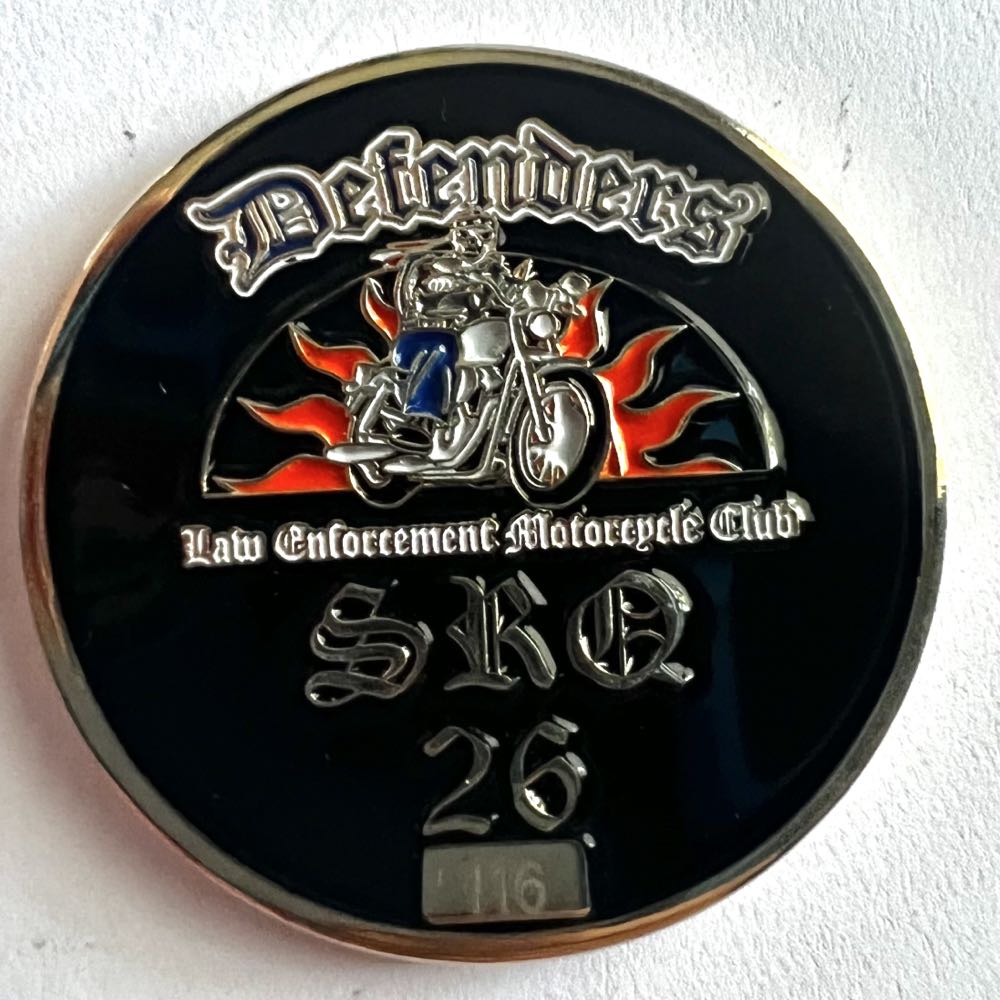 Defenders
Law Enforcement Motorcycle Club
SRQ
26
116